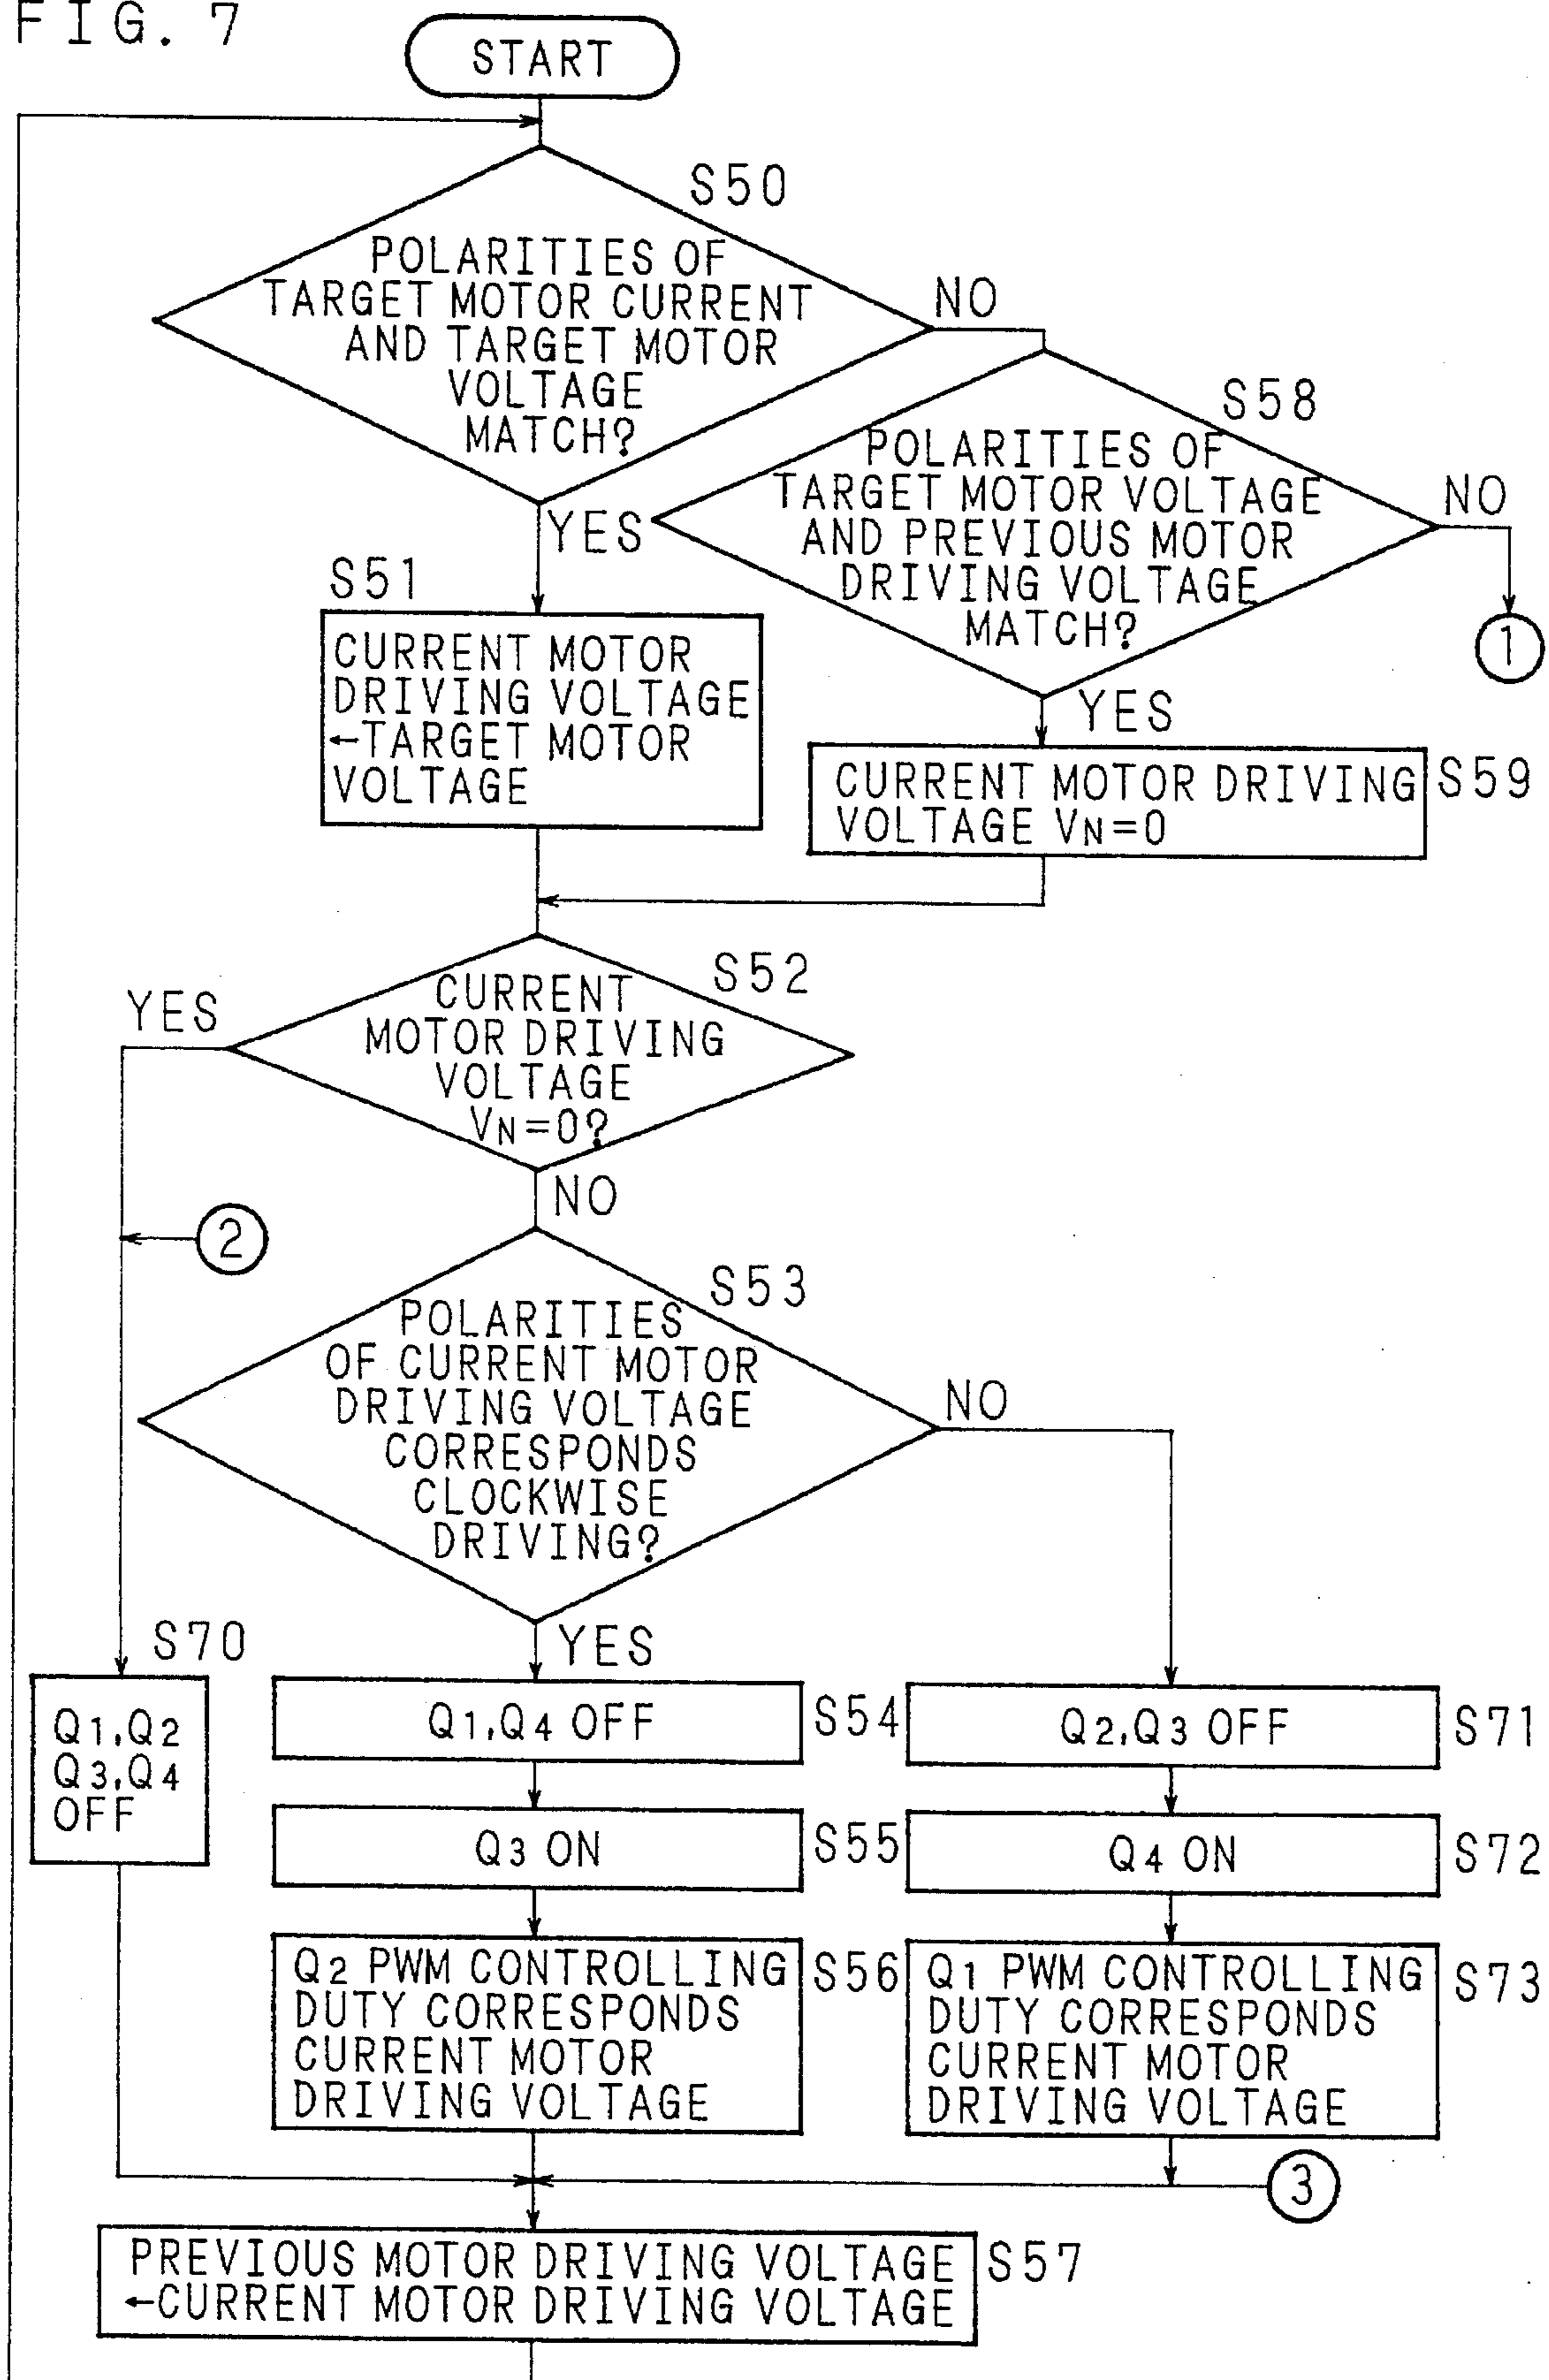 FIG. 7
START
S50
POLARITIES OF
TARGET MOTOR CURRENT
AND TARGET MOTOR
VOLTAGE
MATCH?
NO
YES
S58
POLARITIES OF
TARGET MOTOR VOLTAGE
AND PREVIOUS MOTOR
DRIVING VOLTAGE
MATCH?
NO
1
YES
S51
CURRENT MOTOR
DRIVING VOLTAGE
←TARGET MOTOR
VOLTAGE
CURRENT MOTOR DRIVING
VOLTAGE VN=0
S59
S52
CURRENT
MOTOR DRIVING
VOLTAGE
VN=0?
YES
NO
2
S53
POLARITIES
OF CURRENT MOTOR
DRIVING VOLTAGE
CORRESPONDS
CLOCKWISE
DRIVING?
NO
YES
S70
Q1,Q2
Q3,Q4
OFF
Q1,Q4 OFF
S54
Q2,Q3 OFF
S71
Q3 ON
S55
Q4 ON
S72
Q2 PWM CONTROLLING
DUTY CORRESPONDS
CURRENT MOTOR
DRIVING VOLTAGE
S56
Q1 PWM CONTROLLING
DUTY CORRESPONDS
CURRENT MOTOR
DRIVING VOLTAGE
S73
3
PREVIOUS MOTOR DRIVING VOLTAGE
←CURRENT MOTOR DRIVING VOLTAGE
S57